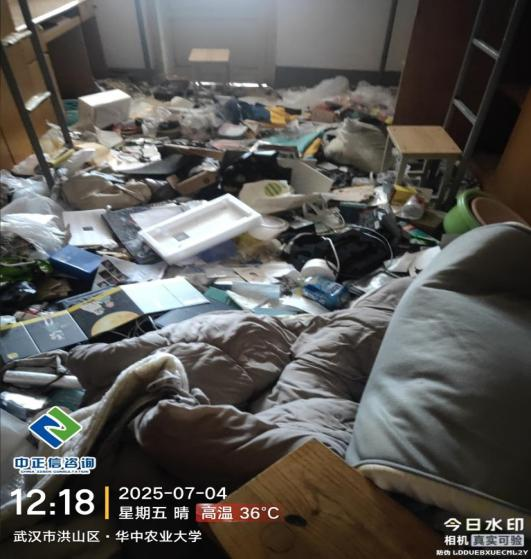 中正信咨询
12:18
2025-07-04
星期五 晴 高温 36℃
武汉市洪山区·华中农业大学
今日水印
相机 真实可验